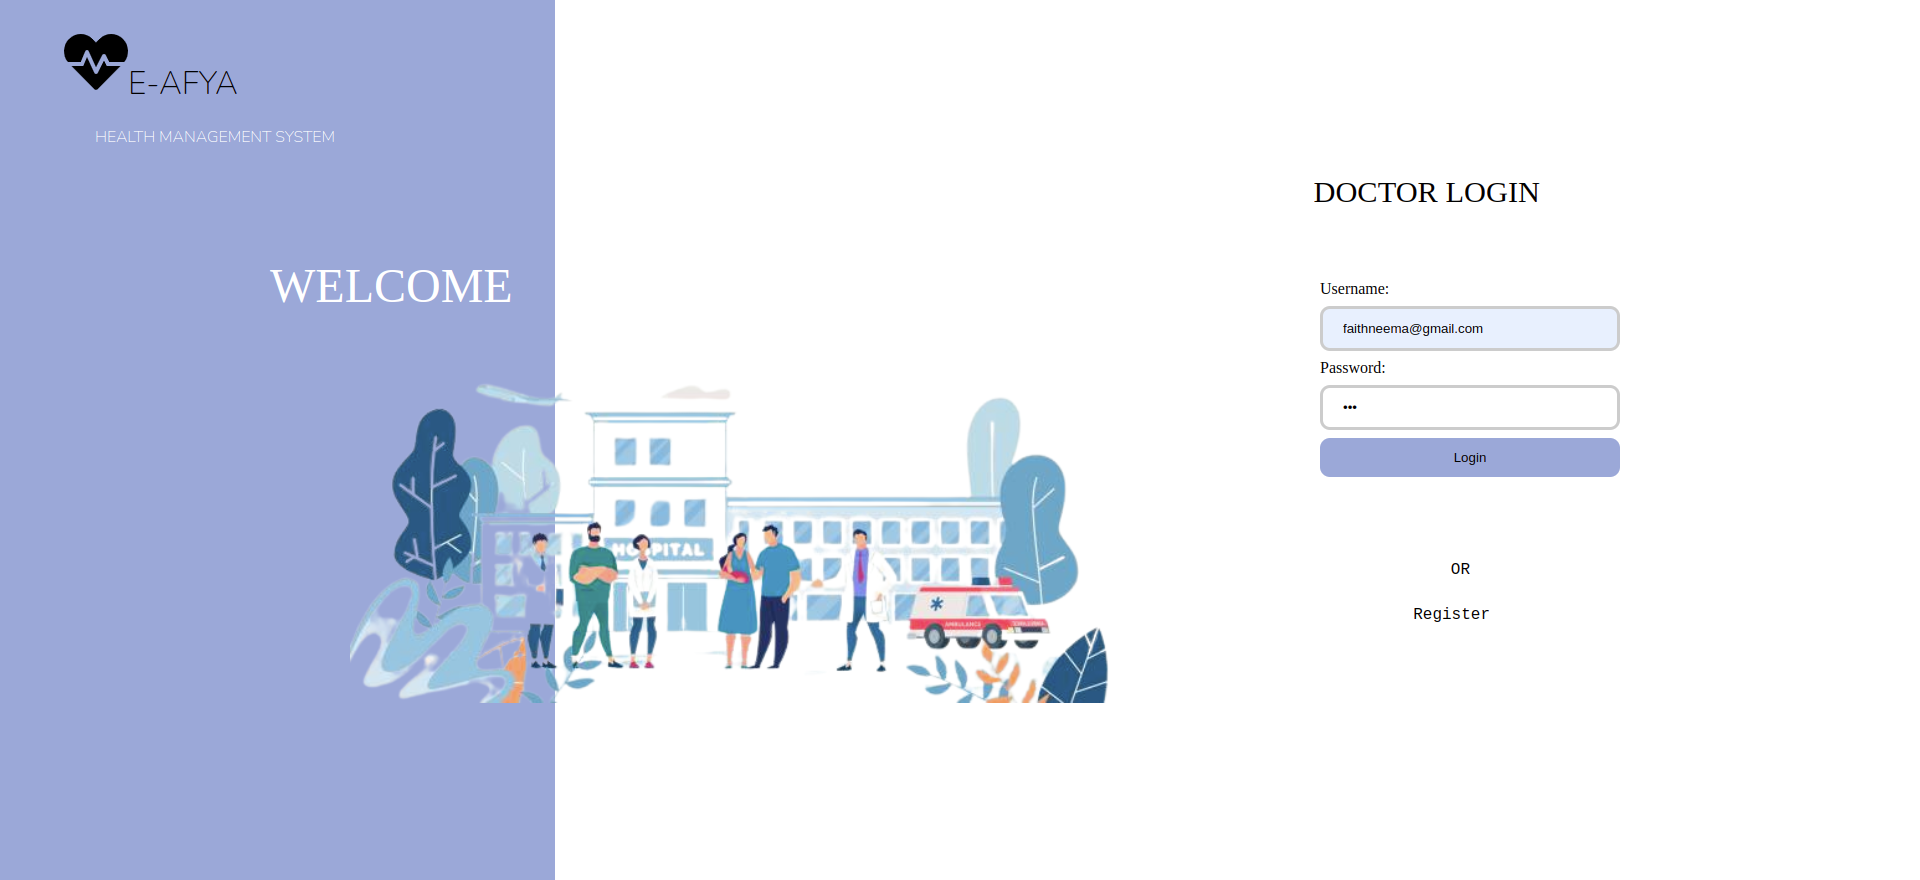 E-AFYA
HEALTH MANAGEMENT SYSTEM
WELCOME
HOSPITAL
AMBULANCE
DOCTOR LOGIN
Username:
faithneema@gmail.com
Password:
•••
Login
OR
Register